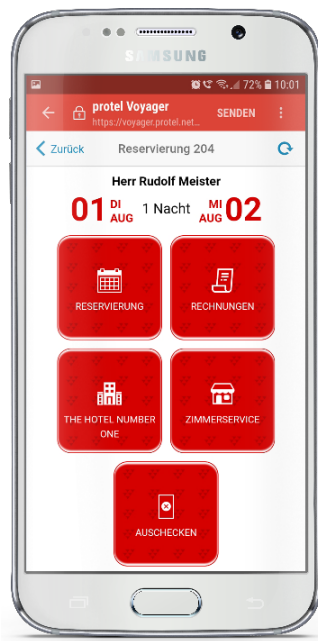 SAMSUNG
72% 10:01
protel Voyager
https://voyager.protel.net...
SENDEN
Zurück
Reservierung 204
Herr Rudolf Meister
01 DI AUG 1 Nacht MI AUG 02
RESERVIERUNG
RECHNUNGEN
THE HOTEL NUMBER
ONE
ZIMMERSERVICE
AUSCHECKEN